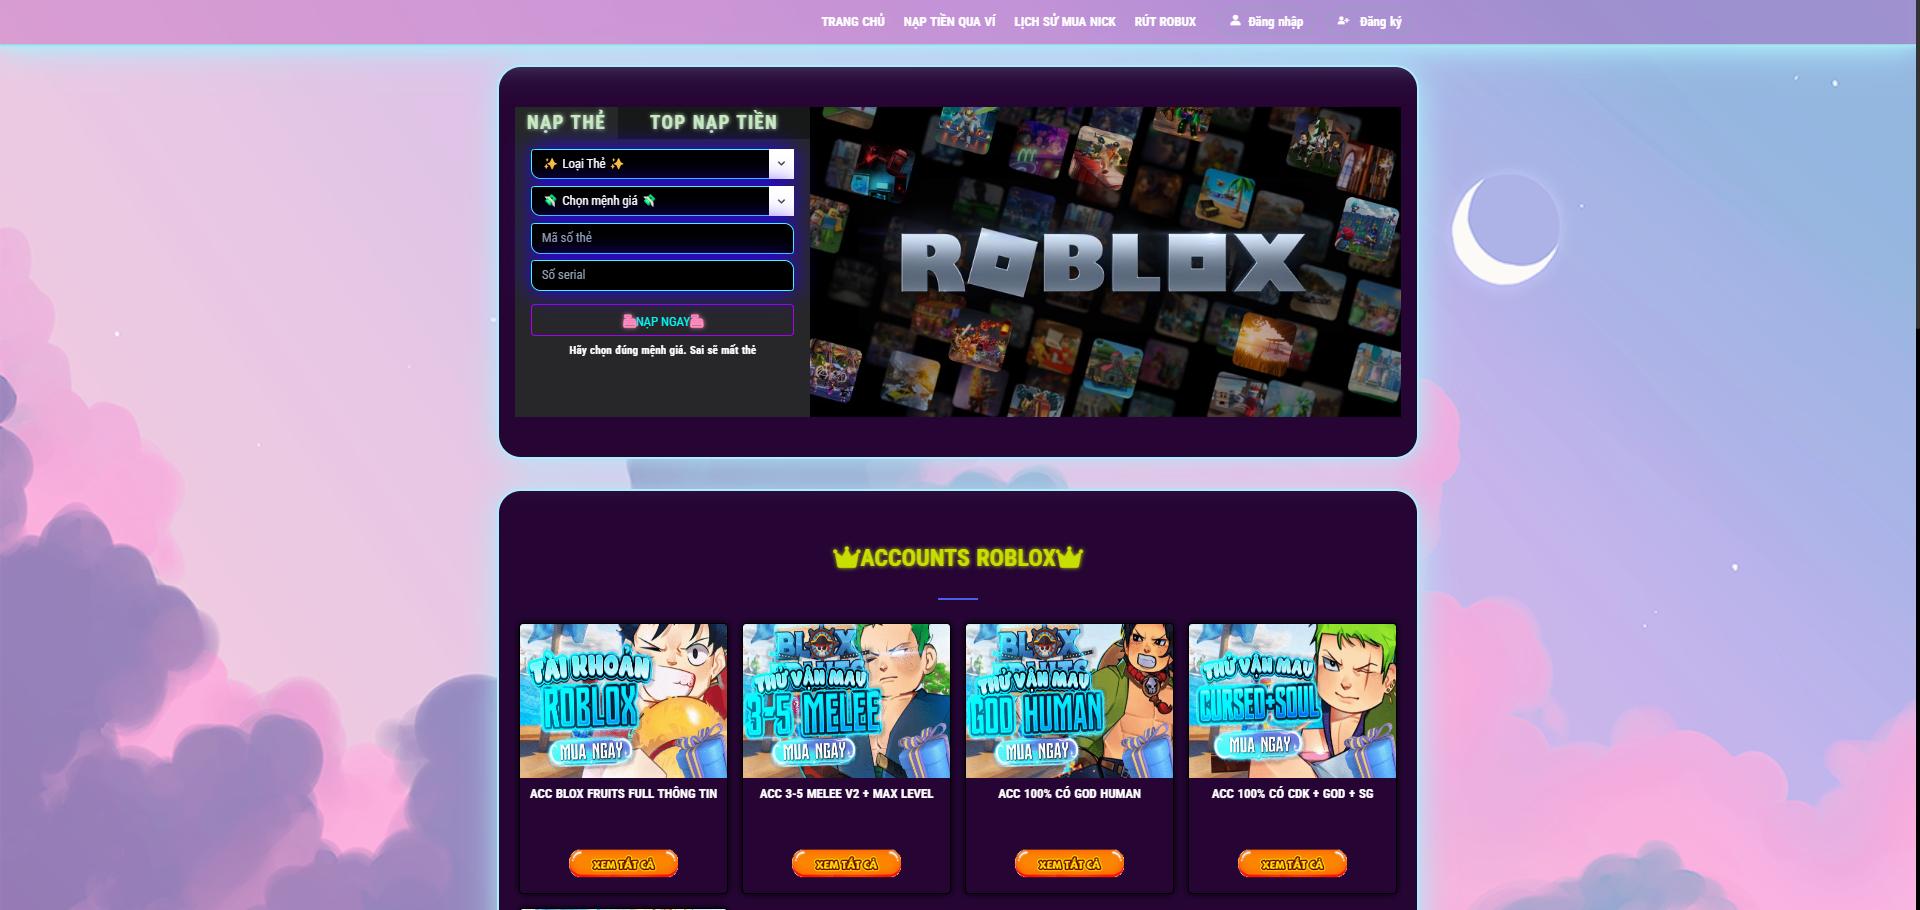 TRANG CHỦ NẠP TIỀN QUA VÍ LỊCH SỬ MUA NICK RÚT ROBUX Đăng nhập Đăng ký
NẠP THẺ TOP NẠP TIỀN
✨ Loại Thẻ ✨
💸 Chọn mệnh giá 💸
Mã số thẻ
Số serial
NẠP NGAY
Hãy chọn đúng mệnh giá. Sai sẽ mất thẻ
ROBLOX
ACCOUNTS ROBLOX
TÀI KHOẢN
ROBLOX
MUA NGAY
BLOX FRUITS
THỬ VẬN MAY
3-5 MELEE
MUA NGAY
BLOX FRUITS
THỬ VẬN MAY
GOD HUMAN
MUA NGAY
THỬ VẬN MAY
CURSED+SOUL
MUA NGAY
ACC BLOX FRUITS FULL THÔNG TIN
ACC 3-5 MELEE V2 + MAX LEVEL
ACC 100% CÓ GOD HUMAN
ACC 100% CÓ CDK + GOD + SG
XEM TẤT CẢ
XEM TẤT CẢ
XEM TẤT CẢ
XEM TẤT CẢ